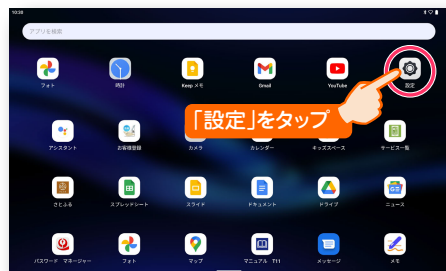 10:30
アプリを検索
フォト
時計
Keep メモ
Gmail
YouTube
設定
「設定」をタップ
アシスタント
お客様登録
カメラ
カレンダー
キッズスペース
サービス一覧
さとふる
スプレッドシート
スライド
ドキュメント
ドライブ
ニュース
パスワード マネージャー
フォト
マップ
マニュアル T11
メッセージ
メモ